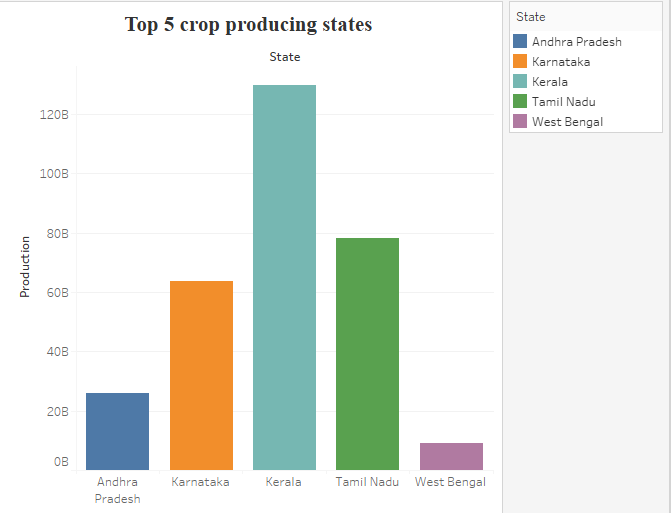 Top 5 crop producing states
State
Production
120B
100B
80B
60B
40B
20B
0B
Andhra
Pradesh
Karnataka
Kerala
Tamil Nadu
West Bengal
State
Andhra Pradesh
Karnataka
Kerala
Tamil Nadu
West Bengal